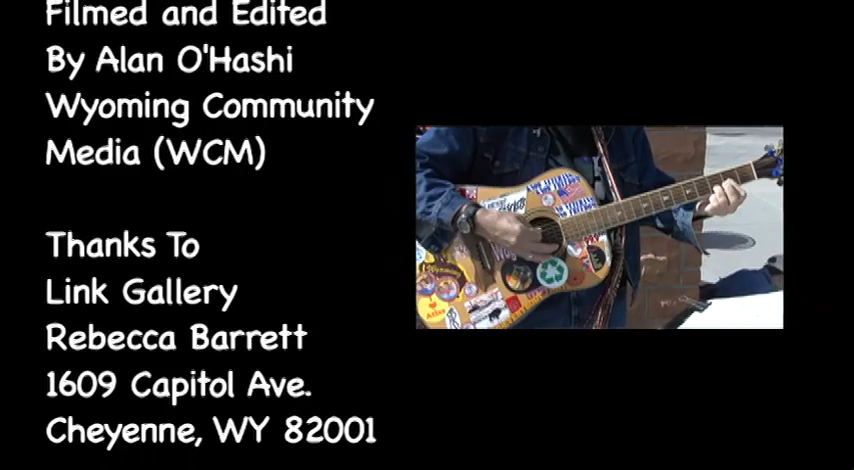 Filmed and Edited
By Alan O'Hashi
Wyoming Community
Media (WCM)
Thanks To
Link Gallery
Rebecca Barrett
1609 Capitol Ave.
Cheyenne, WY 82001